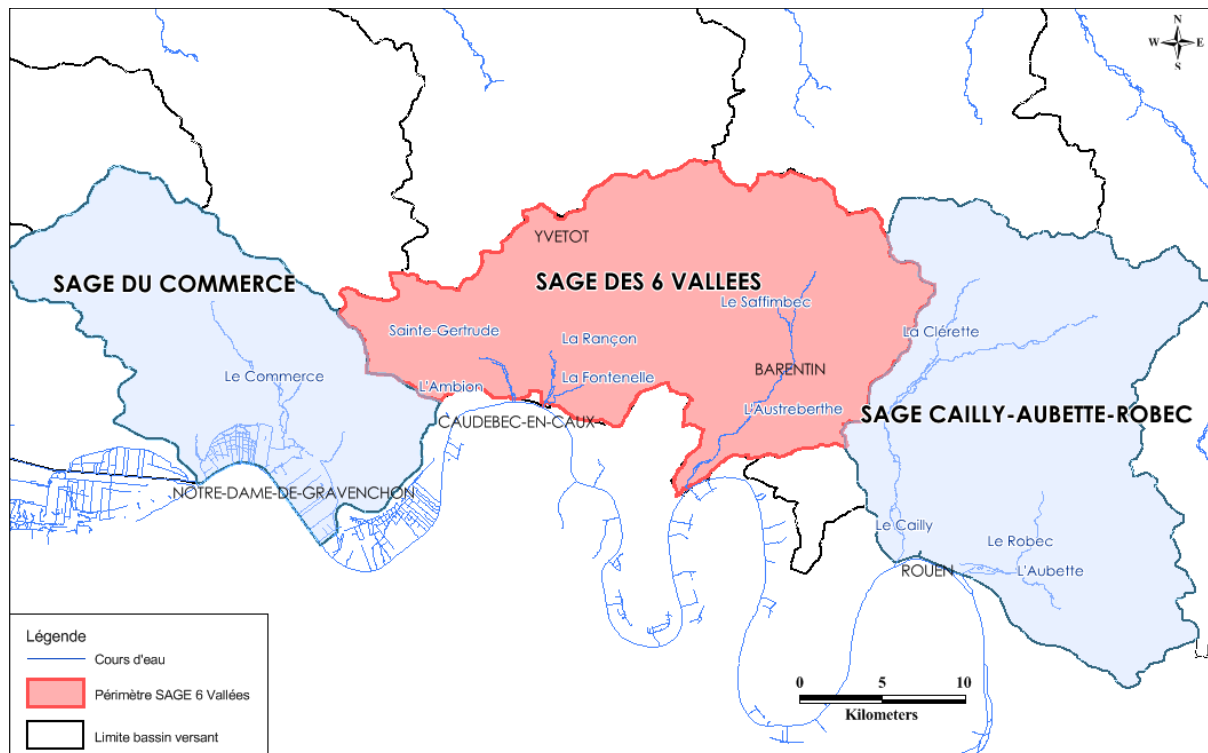 N
W E
S
YVETOT
SAGE DU COMMERCE
SAGE DES 6 VALLEES
Le Saffimbec
Sainte-Gertrude
La Rançon
La Clérette
Le Commerce
L'Ambion
La Fontenelle
BARENTIN
L'Austreberthe
SAGE CAILLY-AUBETTE-ROBEC
CAUDEBEC-EN-CAUX
NOTRE-DAME-DE-GRAVENCHON
Le Cailly
Le Robec
ROUEN
L'Aubette
Légende
Cours d'eau
Périmètre SAGE 6 Vallées
Limite bassin versant
0 5 10
Kilometers